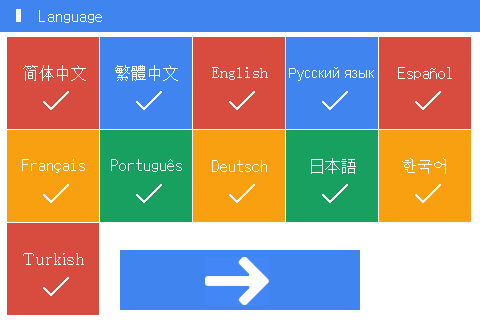 Language
简体中文
繁體中文
English
Русский язык
Español
Français
Português
Deutsch
日本語
한국어
Turkish